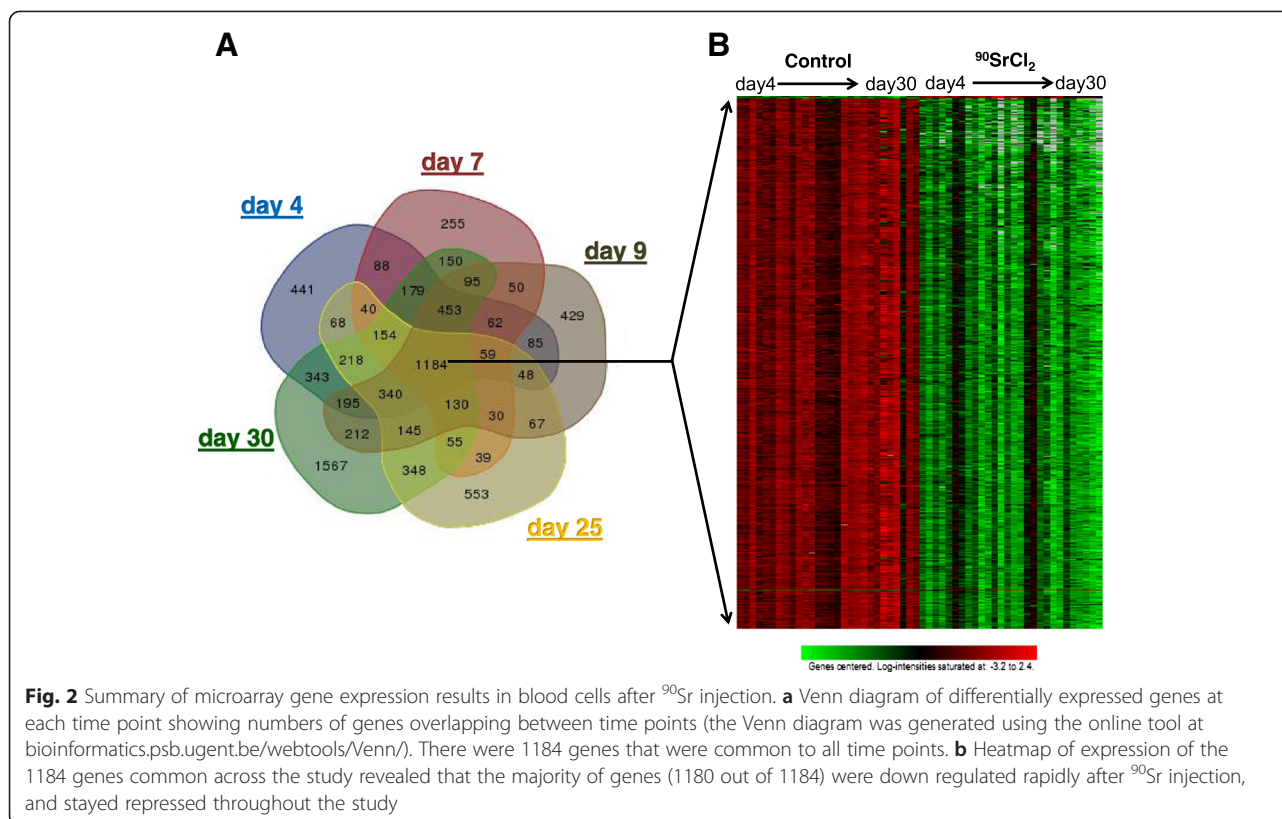 A
B
day 7
day 4
day 9
day 30
day 25
255
150
88
441
179
95
50
429
453
62
40
68
154
85
59
218
1184
48
343
340
195
130
30
67
212
145
55
39
1567
348
553
Control
⁹⁰SrCl₂
day4
day30
day4
day30
Genes centered. Log-intensities saturated at: -3.2 to 2.4.
Fig. 2 Summary of microarray gene expression results in blood cells after ⁹⁰Sr injection. a Venn diagram of differentially expressed genes at
each time point showing numbers of genes overlapping between time points (the Venn diagram was generated using the online tool at
bioinformatics.psb.ugent.be/webtools/Venn/). There were 1184 genes that were common to all time points. b Heatmap of expression of the
1184 genes common across the study revealed that the majority of genes (1180 out of 1184) were down regulated rapidly after ⁹⁰Sr injection,
and stayed repressed throughout the study